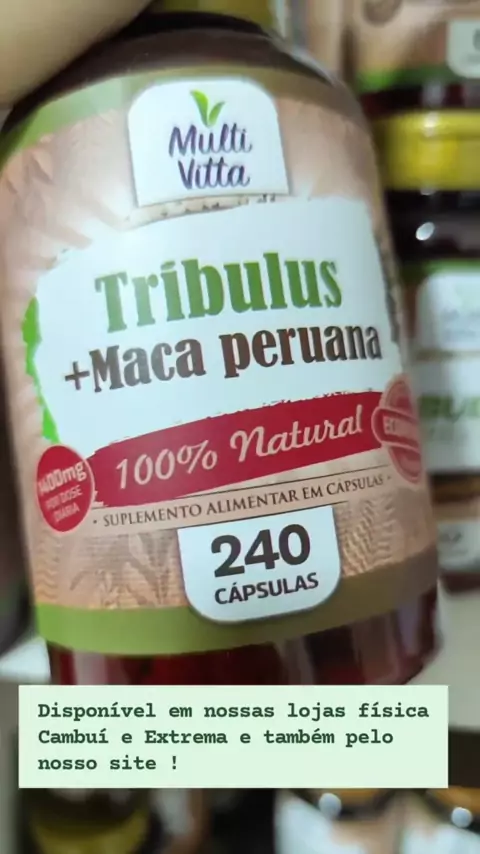 Multi
Vitta
Tribulus
+Maca peruana
100% Natural
POR DOSE
DIÁRIA
• SUPLEMENTO ALIMENTAR EM CÁPSULAS •
240
CÁPSULAS
Disponível em nossas lojas física
Cambuí e Extrema e também pelo
nosso site !